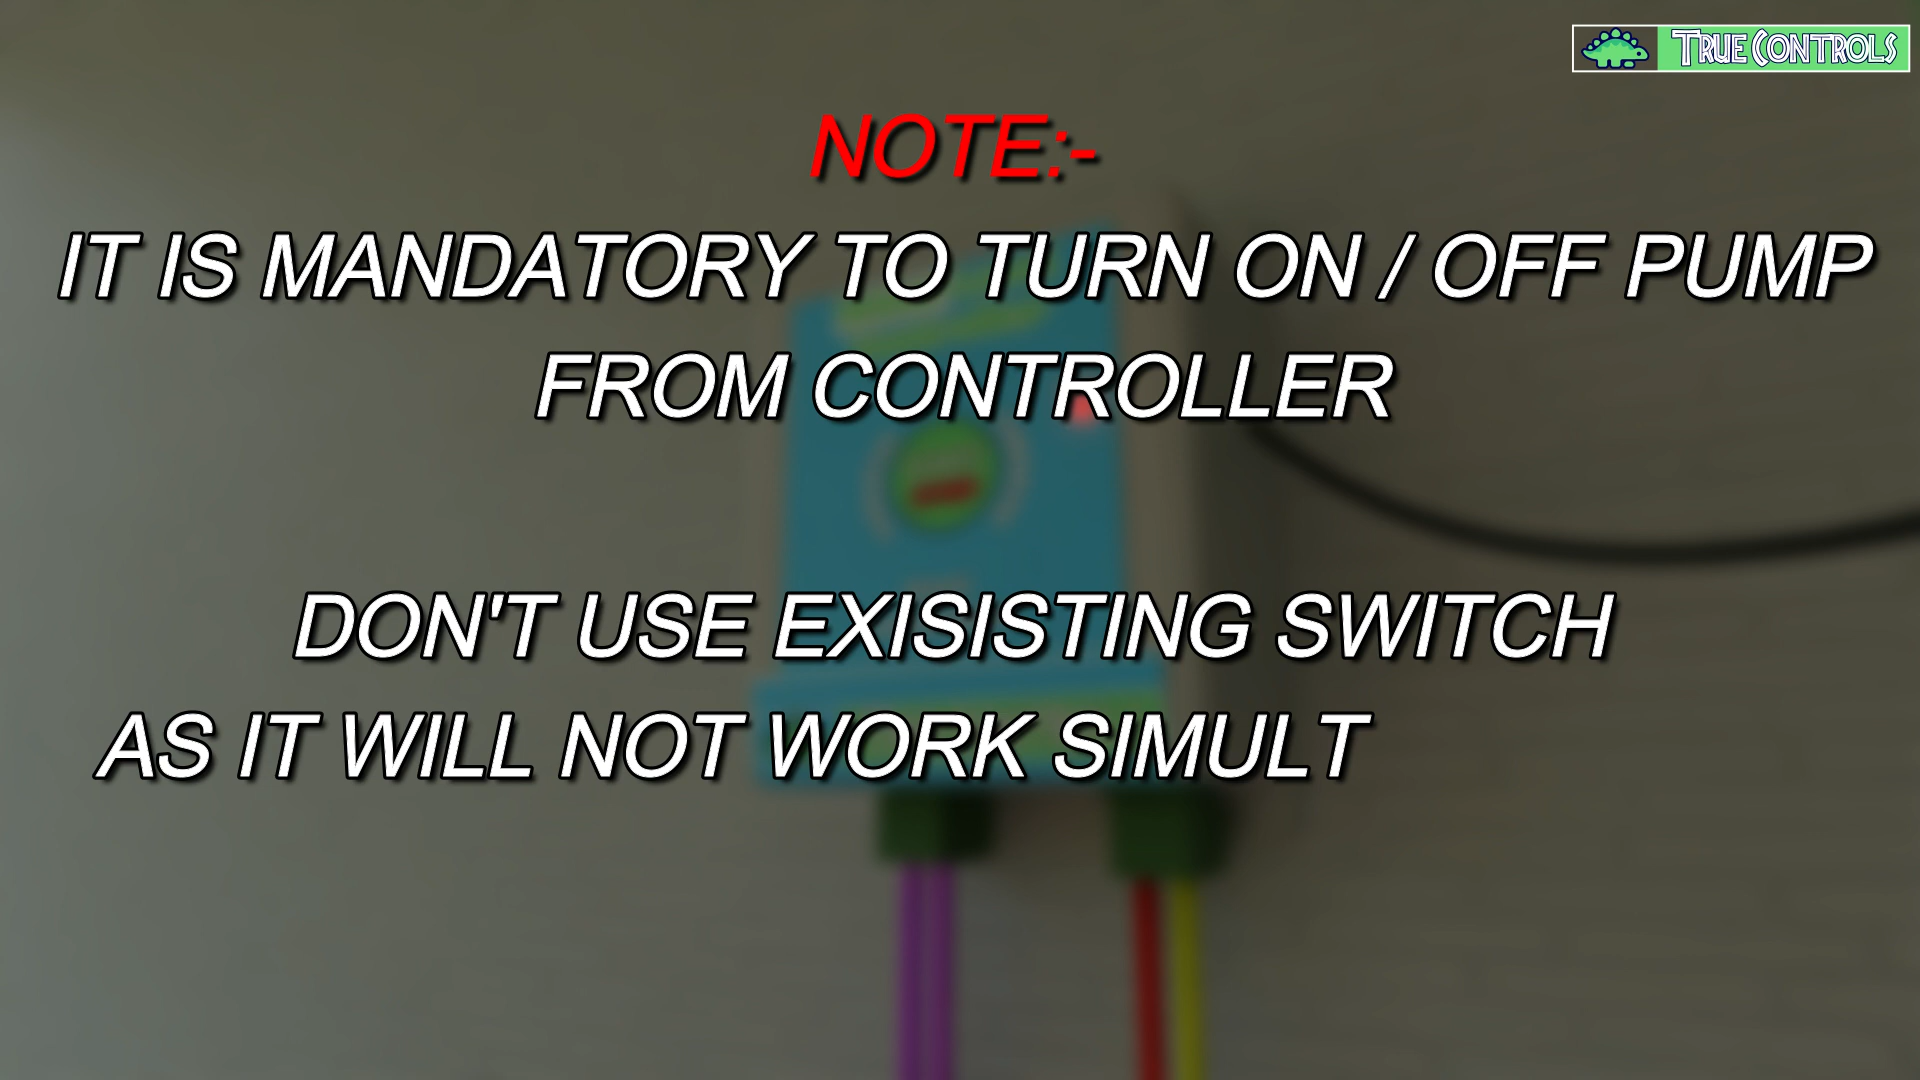 TRUE CONTROLS
NOTE:-
IT IS MANDATORY TO TURN ON / OFF PUMP
FROM CONTROLLER
DON'T USE EXISISTING SWITCH
AS IT WILL NOT WORK SIMULT